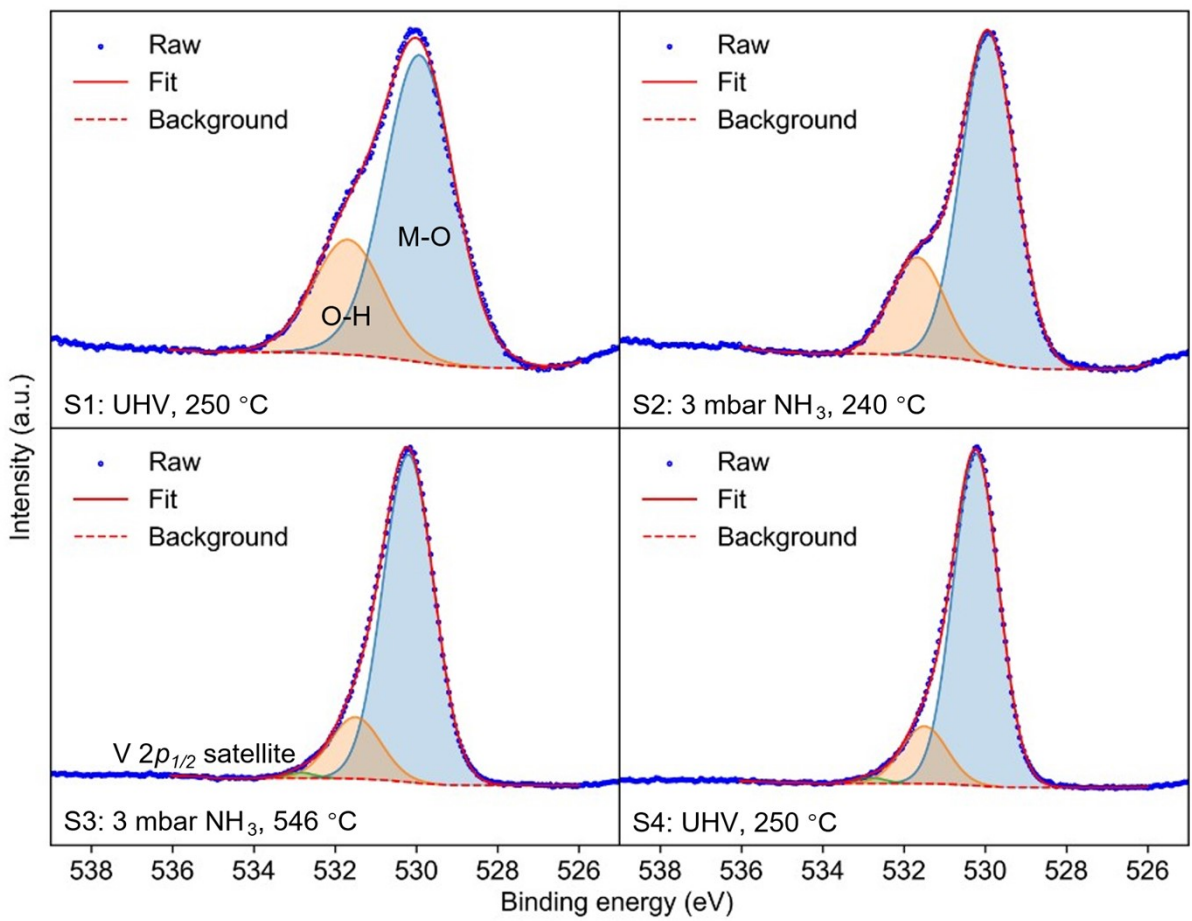 Raw
Fit
Background
M-O
O-H
S1: UHV, 250 °C
Raw
Fit
Background
S2: 3 mbar NH3, 240 °C
Raw
Fit
Background
V 2p1/2 satellite
S3: 3 mbar NH3, 546 °C
Raw
Fit
Background
S4: UHV, 250 °C
Intensity (a.u.)
538 536 534 532 530 528 526
538 536 534 532 530 528 526
Binding energy (eV)